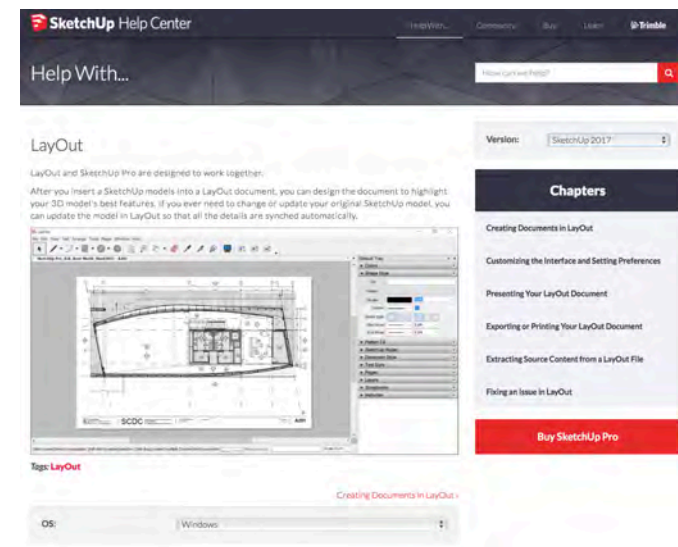 SketchUp Help Center
Help With... Community Buy Learn Trimble
Help With...
How can we help?
LayOut
LayOut and SketchUp Pro are designed to work together.
After you insert a SketchUp models into a LayOut document, you can design the document to highlight
your 3D model's best features. If you ever need to change or update your original SketchUp model, you
can update the model in LayOut so that all the details are synched automatically.
SCDC
Tags: LayOut
Creating Documents in LayOut ›
OS: Windows
Version: SketchUp 2017
Chapters
Creating Documents in LayOut
Customizing the Interface and Setting Preferences
Presenting Your LayOut Document
Exporting or Printing Your LayOut Document
Extracting Source Content from a LayOut File
Fixing an Issue in LayOut
Buy SketchUp Pro